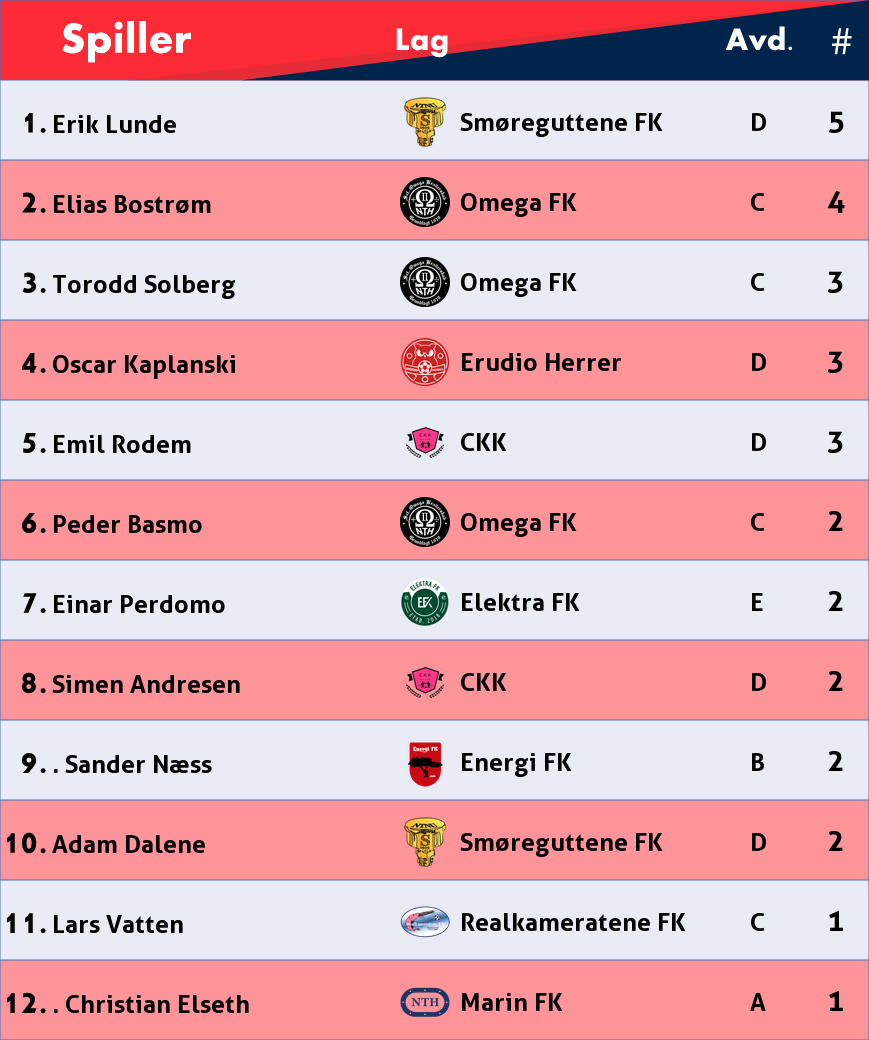 Spiller Lag Avd. #
1. Erik Lunde Smøreguttene FK D 5
2. Elias Bostrøm Omega FK C 4
3. Torodd Solberg Omega FK C 3
4. Oscar Kaplanski Erudio Herrer D 3
5. Emil Rodem CKK D 3
6. Peder Basmo Omega FK C 2
7. Einar Perdomo Elektra FK E 2
8. Simen Andresen CKK D 2
9. . Sander Næss Energi FK B 2
10. Adam Dalene Smøreguttene FK D 2
11. Lars Vatten Realkameratene FK C 1
12. . Christian Elseth NTH Marin FK A 1